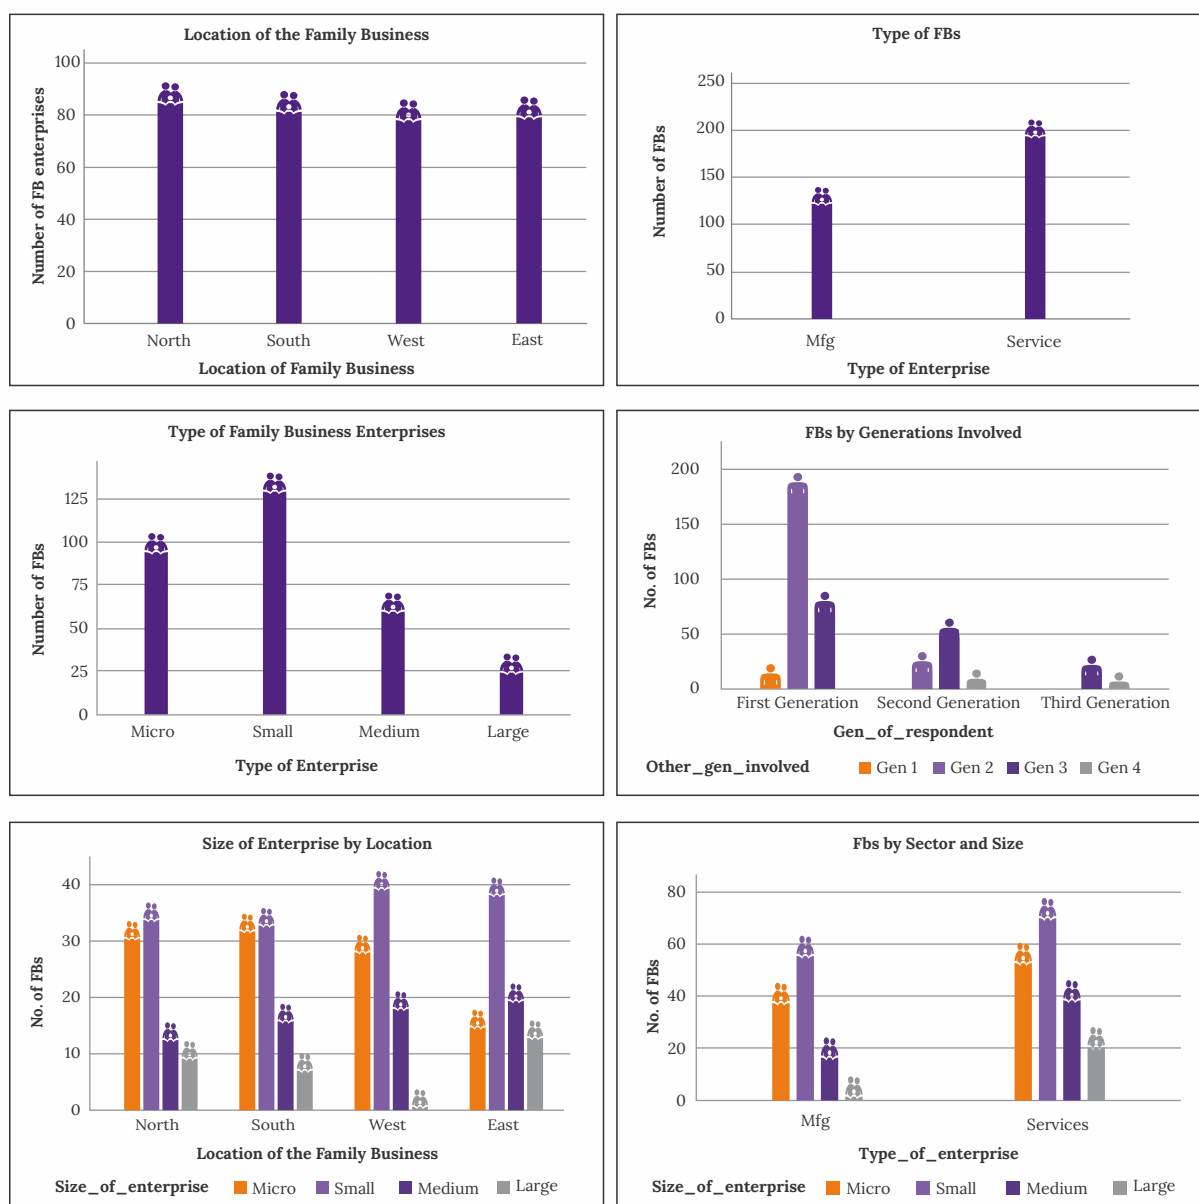 Location of the Family Business
Number of FB enterprises
100
80
60
40
20
0
North South West East
Location of Family Business
Type of FBs
Number of FBs
250
200
150
100
50
0
Mfg Service
Type of Enterprise
Type of Family Business Enterprises
Number of FBs
125
100
75
50
25
0
Micro Small Medium Large
Type of Enterprise
FBs by Generations Involved
No. of FBs
200
150
100
50
0
First Generation Second Generation Third Generation
Gen_of_respondent
Other_gen_involved Gen 1 Gen 2 Gen 3 Gen 4
Size of Enterprise by Location
No. of FBs
40
30
20
10
0
North South West East
Location of the Family Business
Size_of_enterprise Micro Small Medium Large
Fbs by Sector and Size
No. of FBs
80
60
40
20
0
Mfg Services
Type_of_enterprise
Size_of_enterprise Micro Small Medium Large